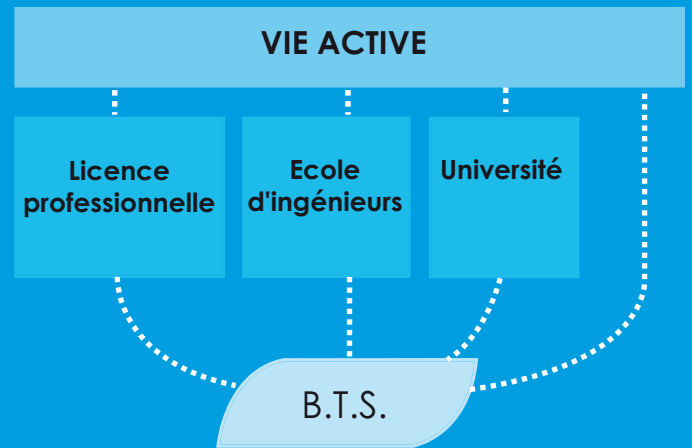 VIE ACTIVE
Licence
professionnelle
Ecole
d'ingénieurs
Université
B.T.S.